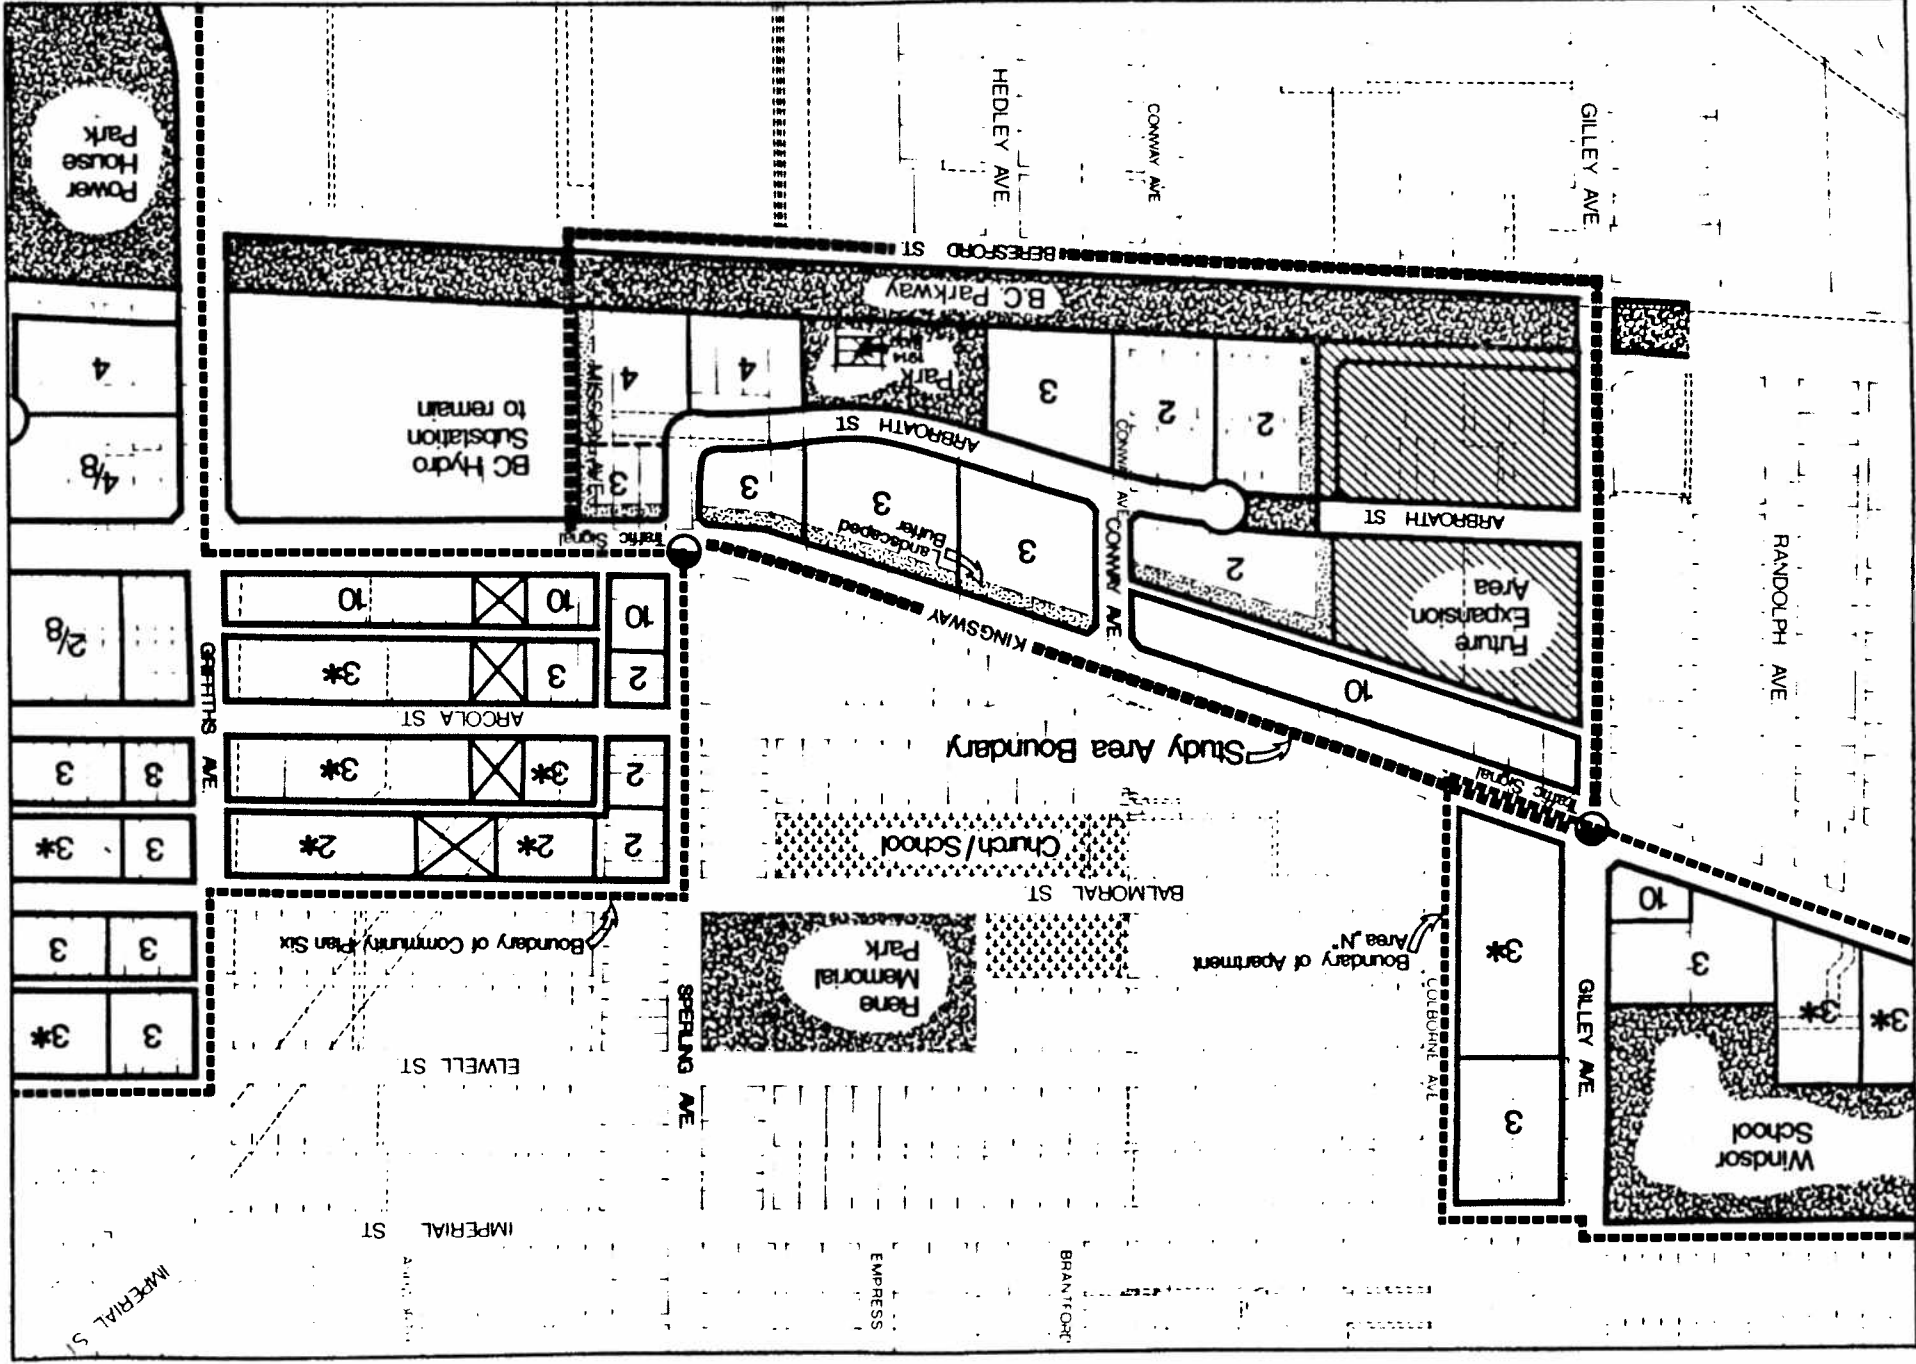 IMPERIAL ST
BRANTFORD
EMPRESS
IMPERIAL ST
Windsor
School
3
ELWELL ST
SPERLING AVE
GILLEY AVE
COLBORNE AVE
3
3*
3
3*
3*
3*
Boundary of Apartment
Area "N"
Rene
Memorial
Park
Boundary of Community Plan Six
3
3
3
10
BALMORAL ST
Church/School
2
2*
2*
3
3*
Traffic
Signal
Study Area Boundary
2
3*
3*
3
3
GRIFFITHS AVE.
ARCOLA ST
10
RANDOLPH AVE
Future
Expansion
Area
KINGSWAY
CONWAY AVE
2
3
3*
2/8
10
10
10
2
3
Landscaped
Buffer
3
3
Traffic
Signal
ARBROATH ST
CONWAY AVE
ARBROATH ST
3
MISSION AVE
BC Hydro
Substation
to remain
4/8
2
2
3
Park
1914
Bldg
4
4
4
B.C. Parkway
BERESFORD ST
GILLEY AVE
CONWAY AVE
HEDLEY AVE
Power
House
Park